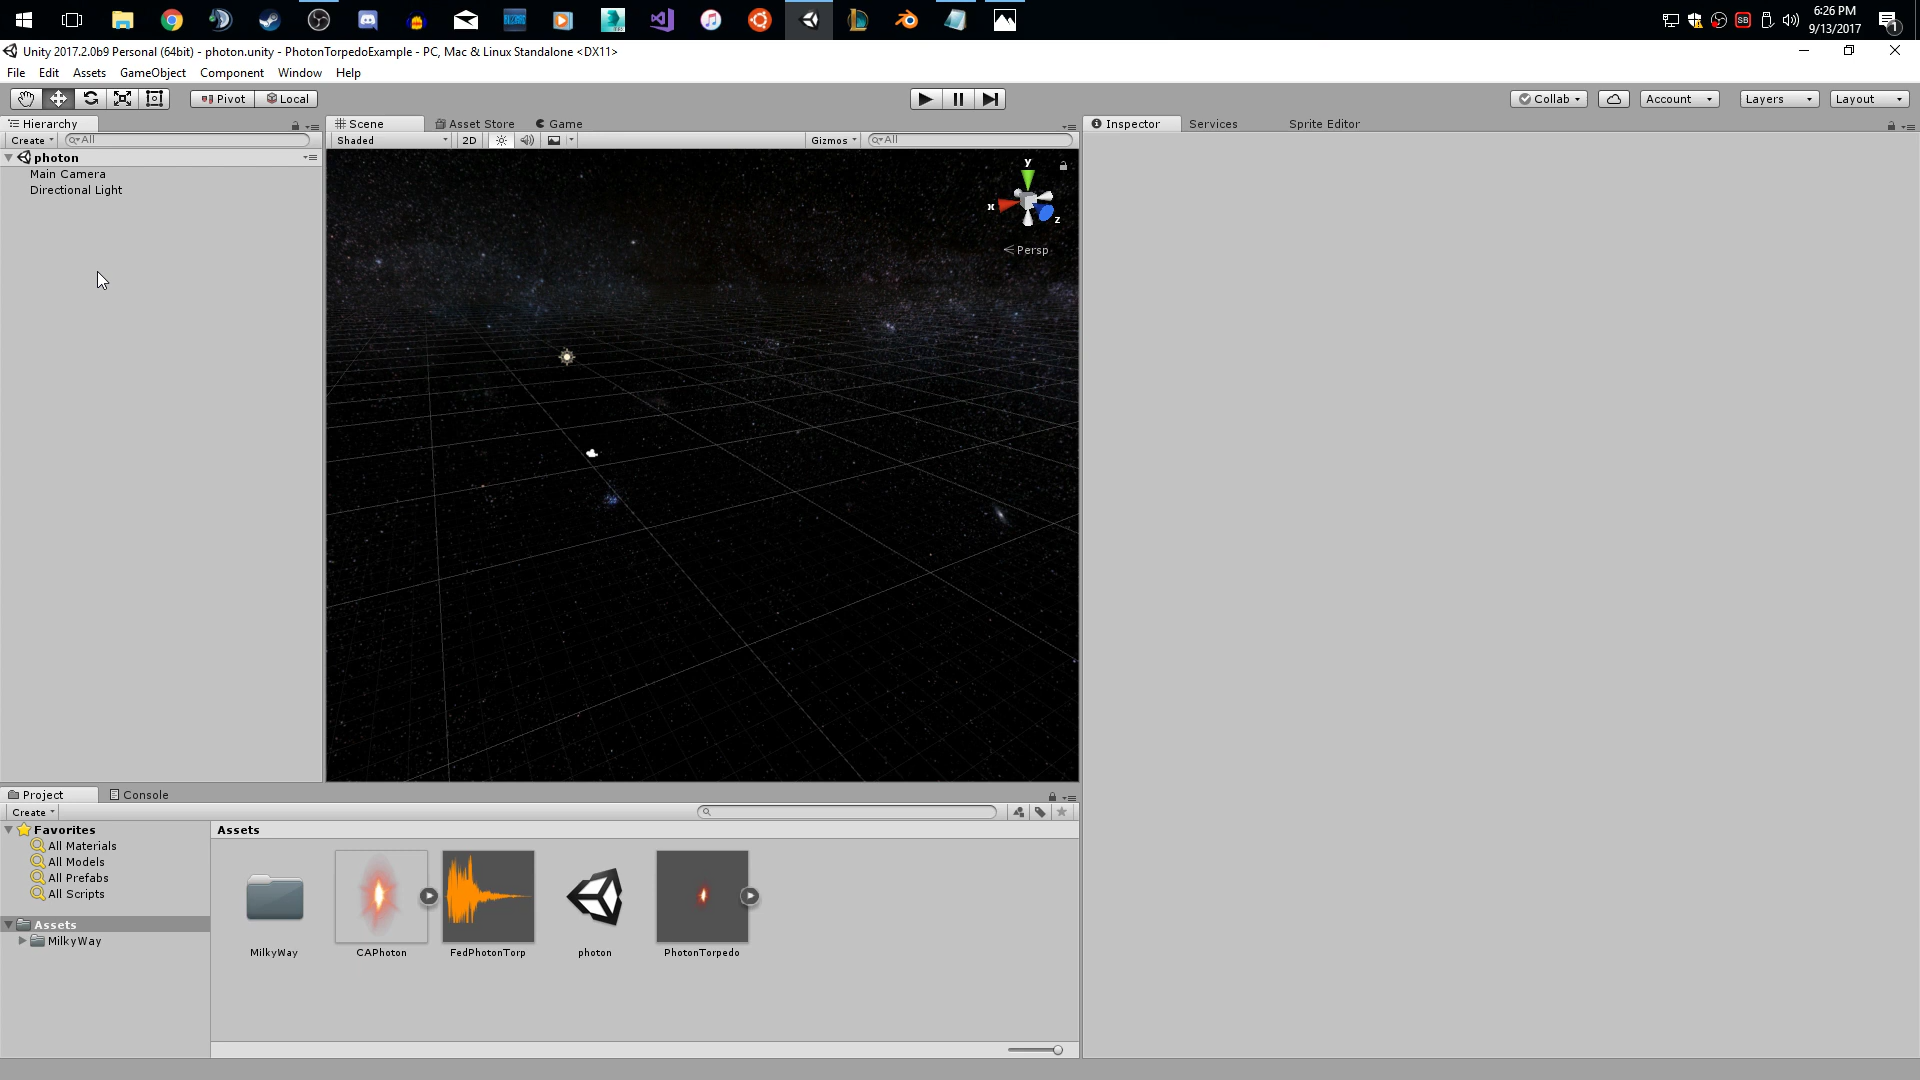 6:26 PM
9/13/2017
SB
1
Unity 2017.2.0b9 Personal (64bit) - photon.unity - PhotonTorpedoExample - PC, Mac & Linux Standalone <DX11>
File Edit Assets GameObject Component Window Help
Pivot Local Collab Account Layers Layout
Hierarchy Scene Asset Store Game Inspector Services Sprite Editor
Create All Shaded 2D Gizmos All
photon
Main Camera
Directional Light
y
x
z
Persp
Project Console
Create
Favorites
All Materials
All Models
All Prefabs
All Scripts
Assets
MilkyWay
Assets
MilkyWay CAPhoton FedPhotonTorp photon PhotonTorpedo